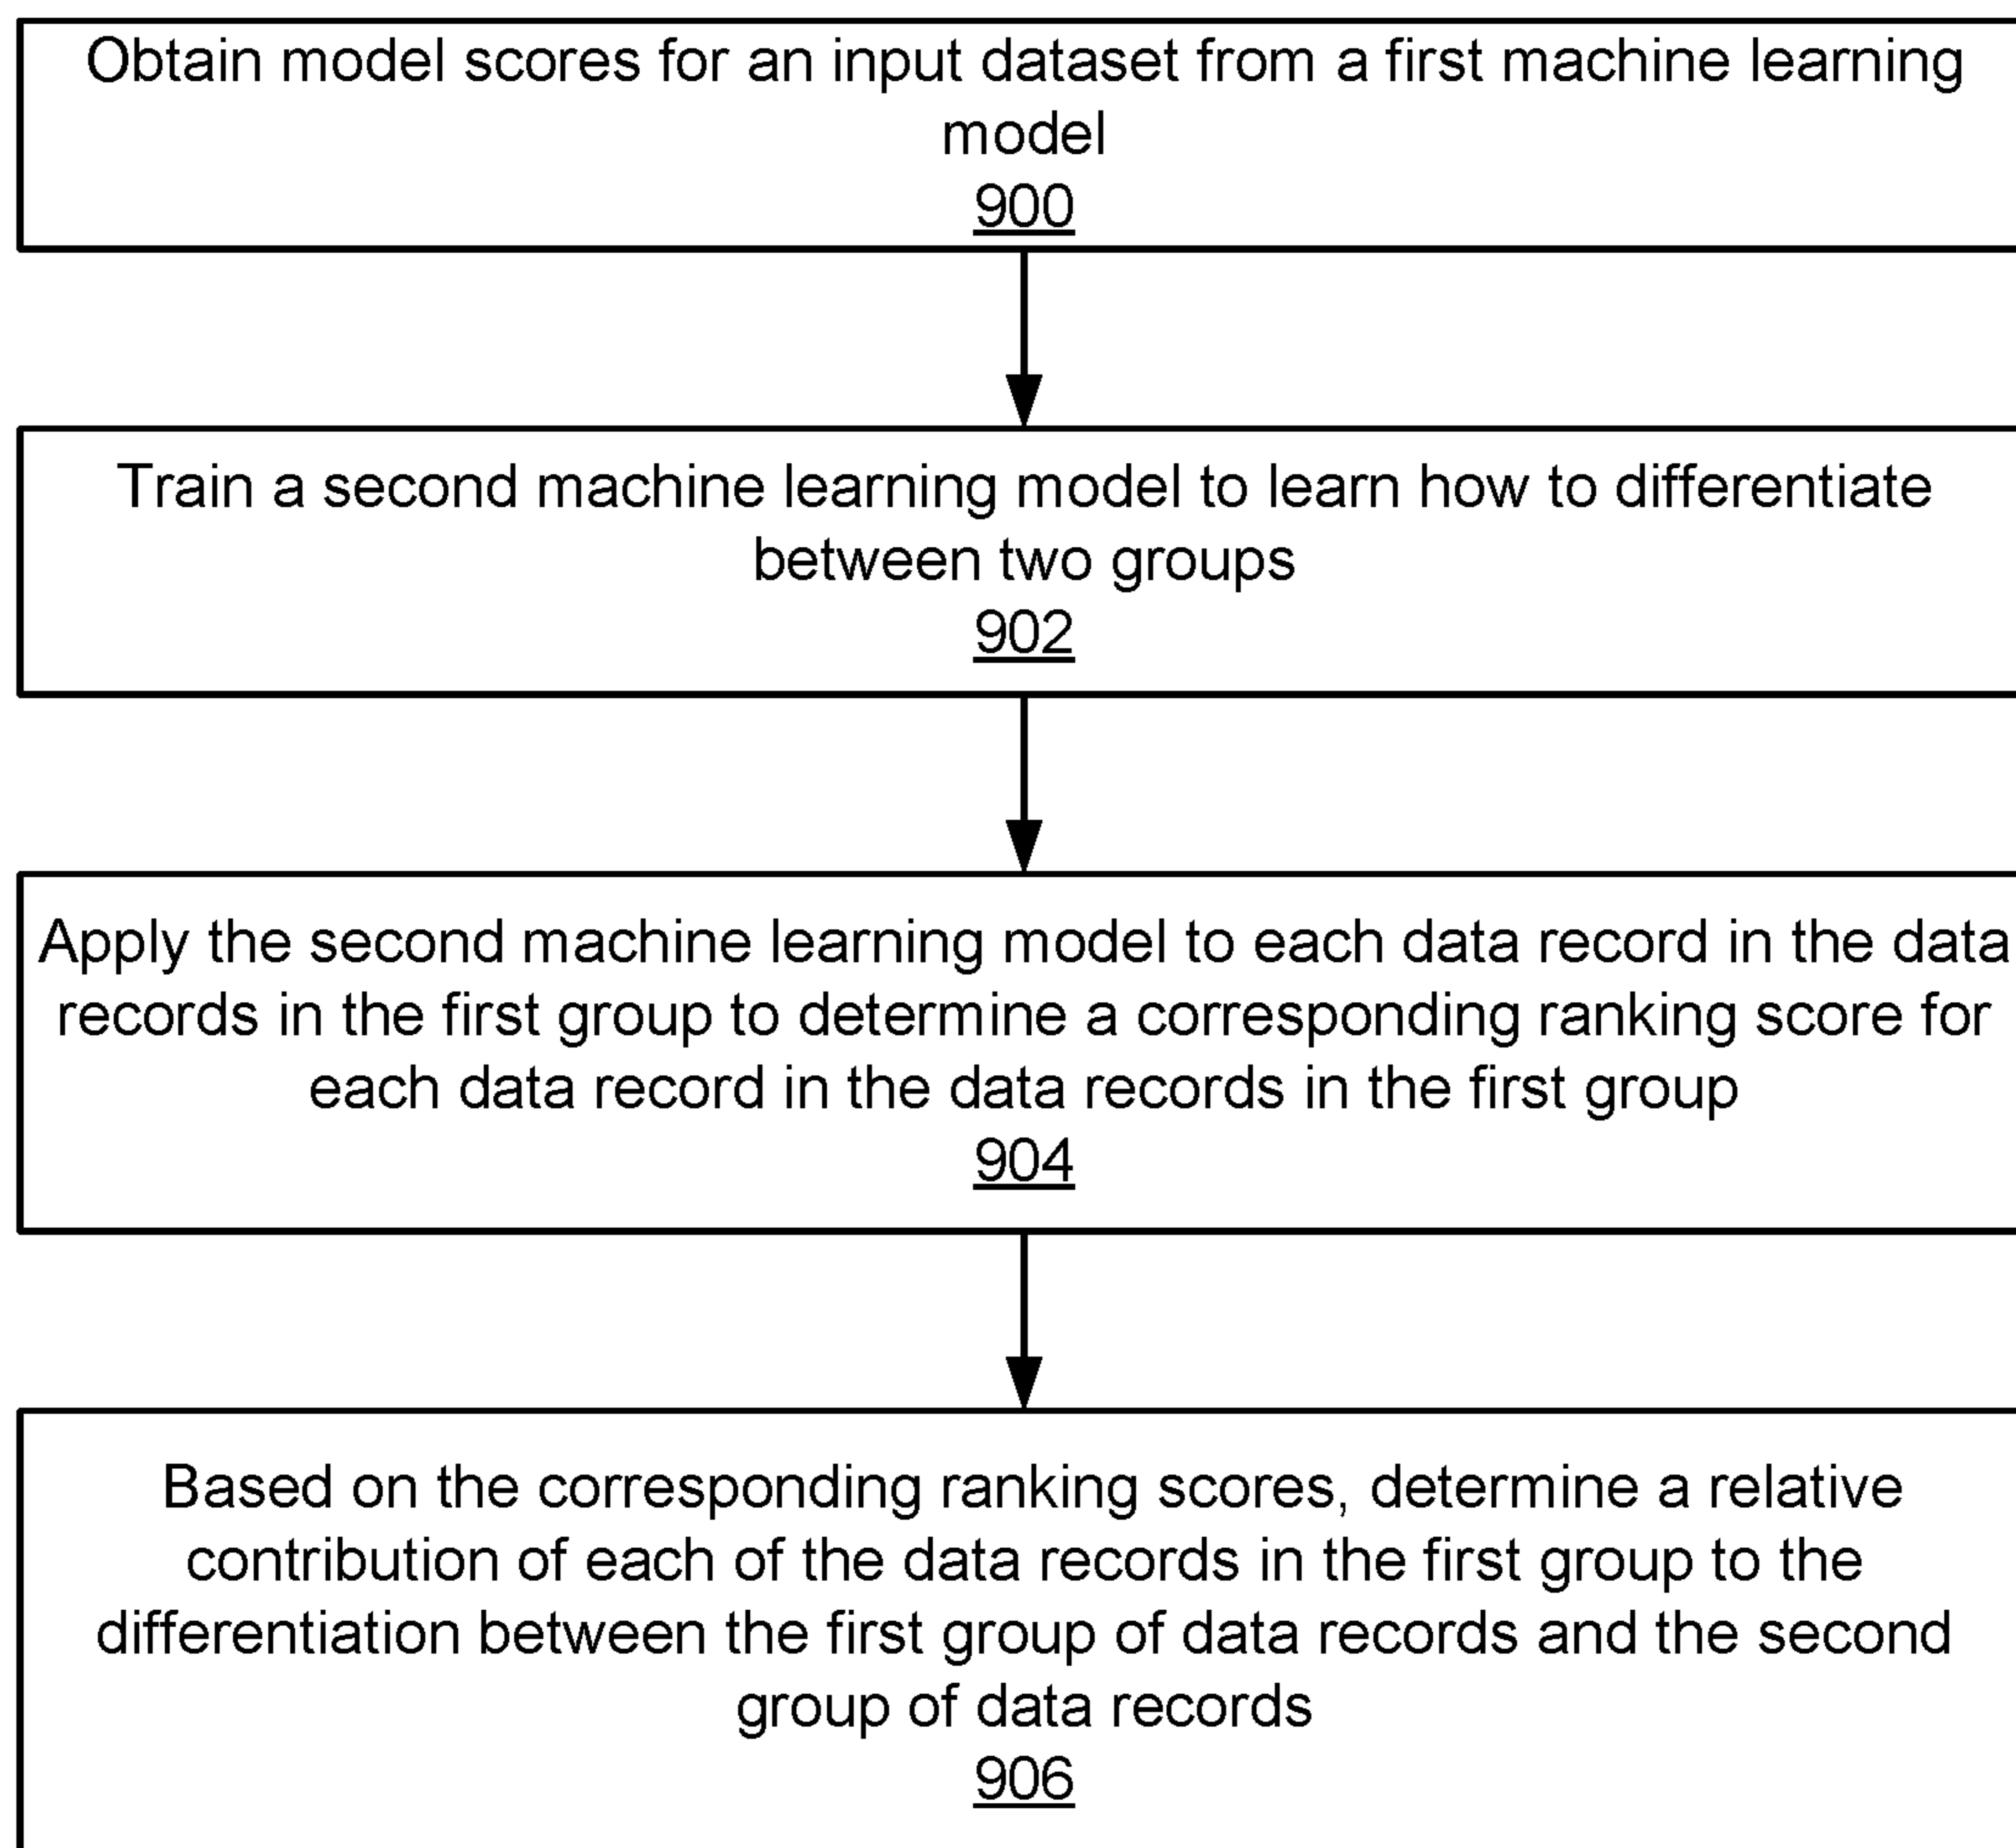 Obtain model scores for an input dataset from a first machine learning
model
900
Train a second machine learning model to learn how to differentiate
between two groups
902
Apply the second machine learning model to each data record in the data
records in the first group to determine a corresponding ranking score for
each data record in the data records in the first group
904
Based on the corresponding ranking scores, determine a relative
contribution of each of the data records in the first group to the
differentiation between the first group of data records and the second
group of data records
906